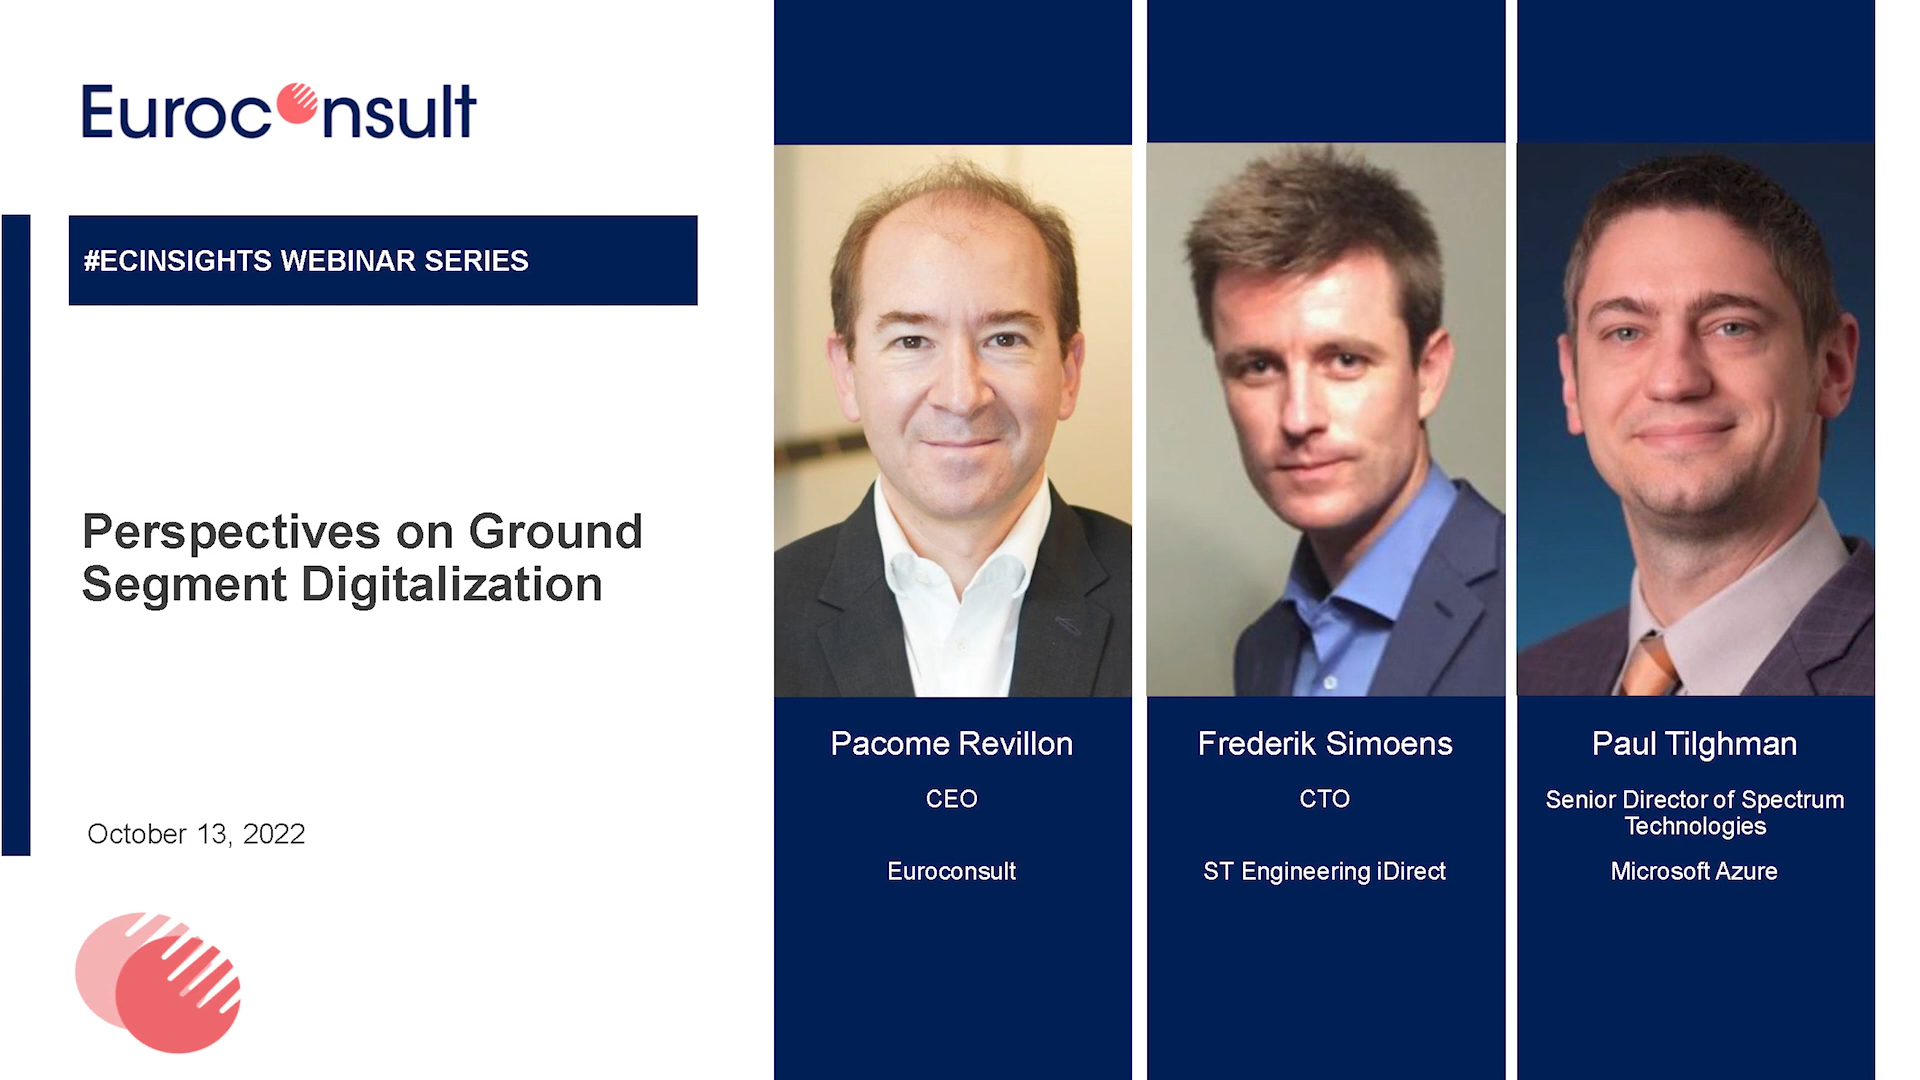 Euroconsult
#ECINSIGHTS WEBINAR SERIES
Perspectives on Ground
Segment Digitalization
October 13, 2022
Pacome Revillon
CEO
Euroconsult
Frederik Simoens
CTO
ST Engineering iDirect
Paul Tilghman
Senior Director of Spectrum
Technologies
Microsoft Azure